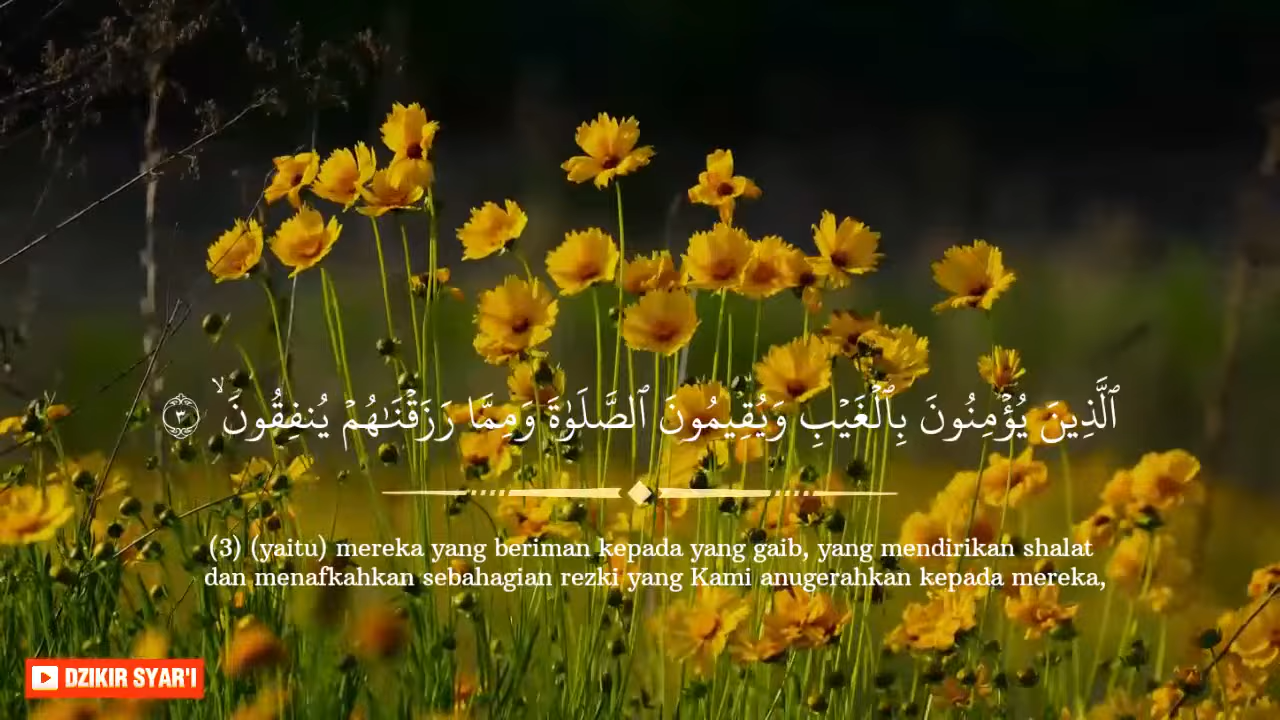 ٱلَّذِينَ يُؤْمِنُونَ بِٱلْغَيْبِ وَيُقِيمُونَ ٱلصَّلَوٰةَ وَمِمَّا رَزَقْنَـٰهُمْ يُنفِقُونَ ۙ ٣
(3) (yaitu) mereka yang beriman kepada yang gaib, yang mendirikan shalat
dan menafkahkan sebahagian rezki yang Kami anugerahkan kepada mereka,
DZIKIR SYAR'I